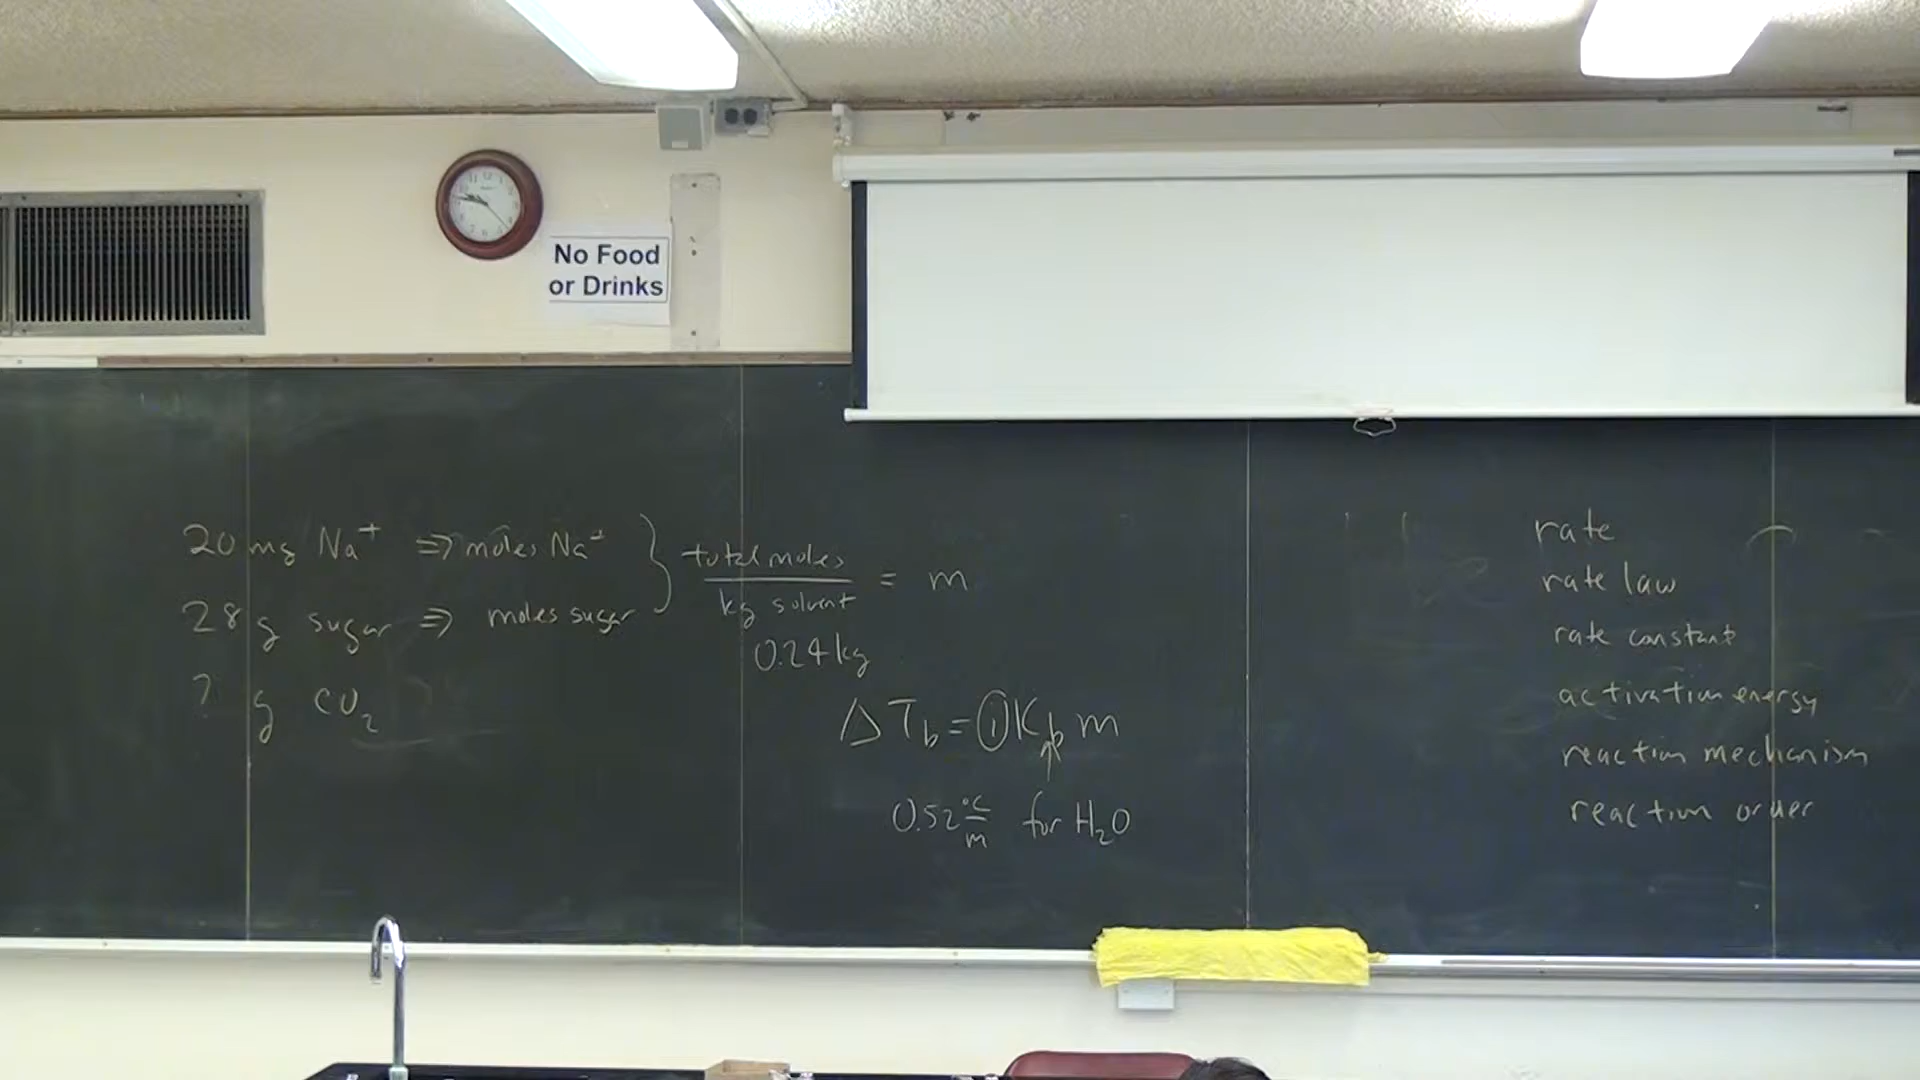 No Food
or Drinks
20 mg Na⁺ ⇒ moles Na⁺ } total moles / kg solvent = m
28 g sugar ⇒ moles sugar
0.24 kg
? g CO₂
ΔT_b = ① K_b m
0.52 °C/m for H₂O
rate
rate law
rate constant
activation energy
reaction mechanism
reaction order